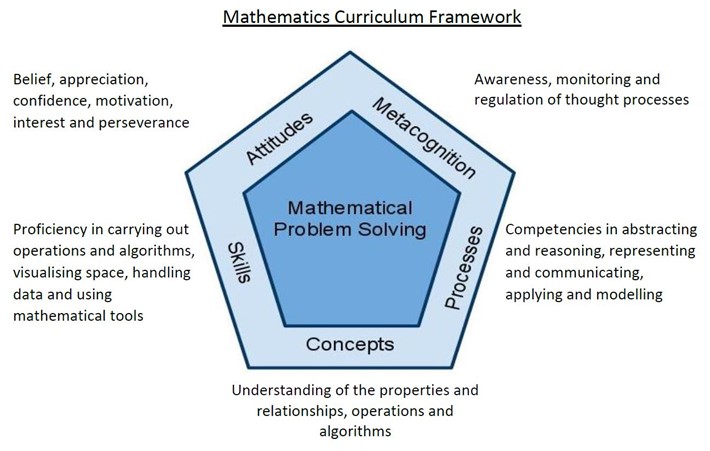 Mathematics Curriculum Framework
Belief, appreciation,
confidence, motivation,
interest and perseverance
Awareness, monitoring and
regulation of thought processes
Attitudes
Metacognition
Mathematical
Problem Solving
Proficiency in carrying out
operations and algorithms,
visualising space, handling
data and using
mathematical tools
Skills
Processes
Competencies in abstracting
and reasoning, representing
and communicating,
applying and modelling
Concepts
Understanding of the properties and
relationships, operations and
algorithms